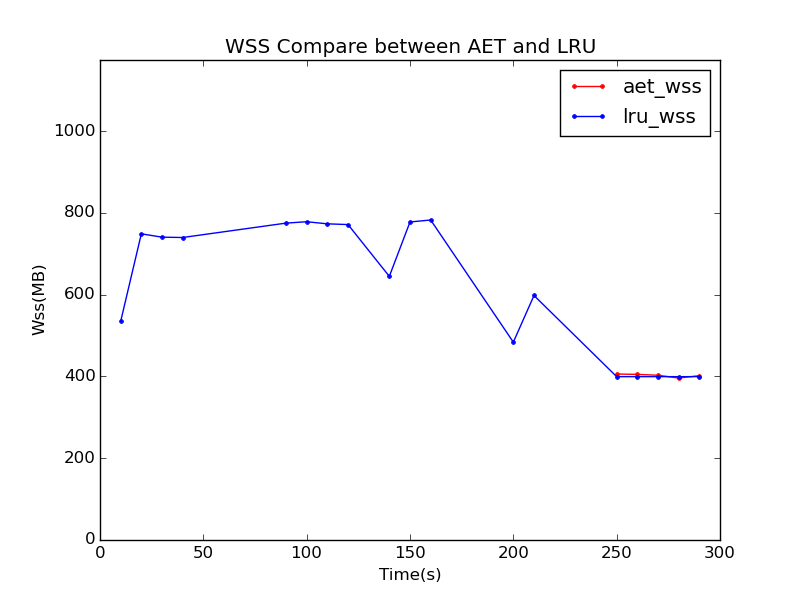 WSS Compare between AET and LRU
aet_wss
lru_wss
1000
800
600
400
200
0
Wss(MB)
0 50 100 150 200 250 300
Time(s)